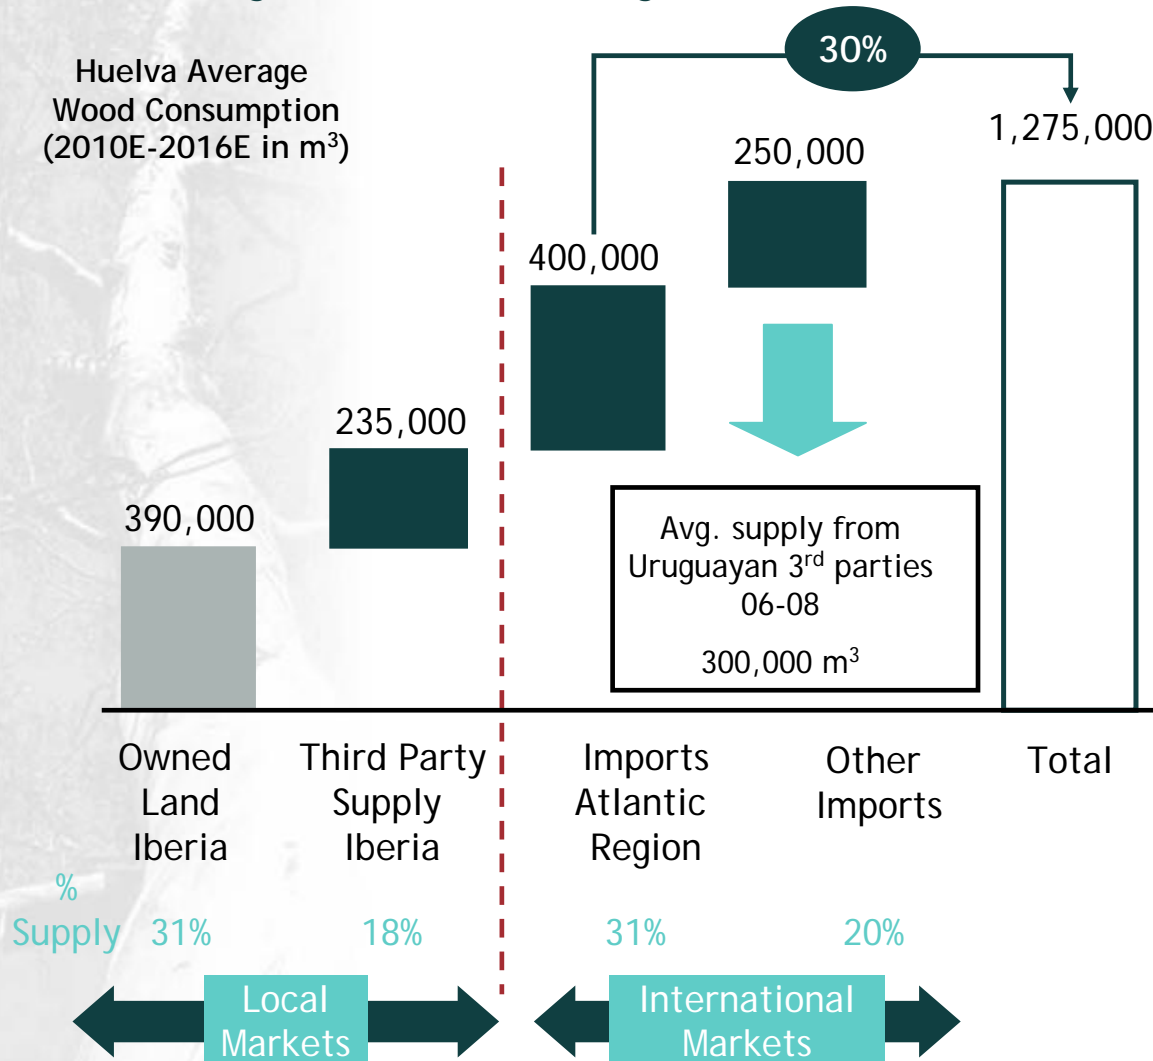 Huelva Average
Wood Consumption
(2010E-2016E in m³)
30%
1,275,000
250,000
400,000
235,000
390,000
Avg. supply from
Uruguayan 3rd parties
06-08
300,000 m³
Owned
Land
Iberia
Third Party
Supply
Iberia
Imports
Atlantic
Region
Other
Imports
Total
%
Supply 31% 18% 31% 20%
Local
Markets
International
Markets